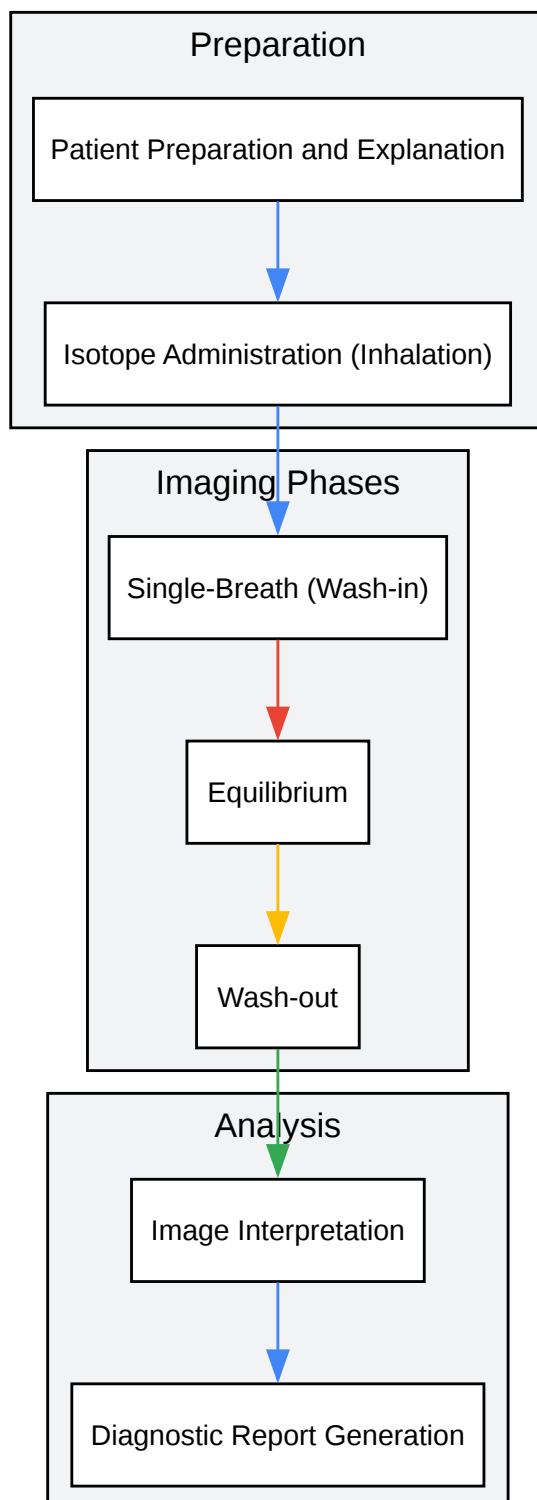 Preparation
Patient Preparation and Explanation
Isotope Administration (Inhalation)
Imaging Phases
Single-Breath (Wash-in)
Equilibrium
Wash-out
Analysis
Image Interpretation
Diagnostic Report Generation